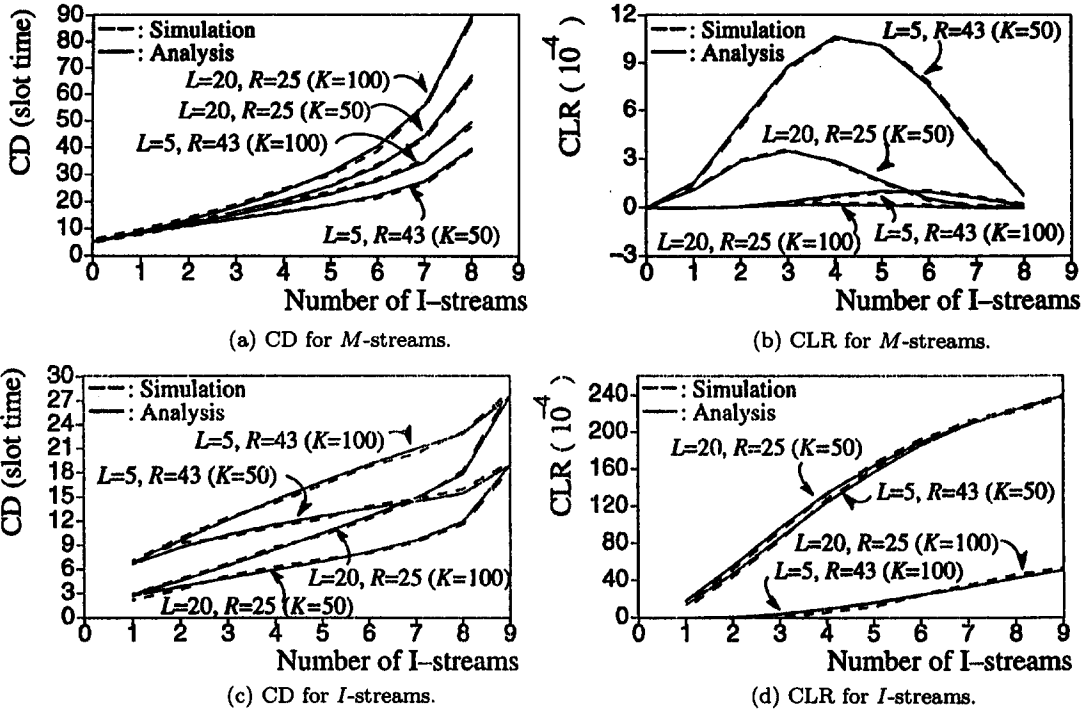 90
80
70
60
50
40
30
20
10
0
CD (slot time)
– –: Simulation
—: Analysis
L=20, R=25 (K=100)
L=20, R=25 (K=50)
L=5, R=43 (K=100)
L=5, R=43 (K=50)
0 1 2 3 4 5 6 7 8 9
Number of I–streams
(a) CD for M-streams.
12
9
6
3
0
−3
CLR ( 10^-4 )
– –: Simulation
—: Analysis
L=5, R=43 (K=50)
L=20, R=25 (K=50)
L=20, R=25 (K=100)
L=5, R=43 (K=100)
0 1 2 3 4 5 6 7 8 9
Number of I–streams
(b) CLR for M-streams.
30
27
24
21
18
15
12
9
6
3
0
CD (slot time)
– –: Simulation
—: Analysis
L=5, R=43 (K=100)
L=5, R=43 (K=50)
L=20, R=25 (K=100)
L=20, R=25 (K=50)
0 1 2 3 4 5 6 7 8 9
Number of I–streams
(c) CD for I-streams.
240
200
160
120
80
40
0
CLR ( 10^-4 )
– –: Simulation
—: Analysis
L=20, R=25 (K=50)
L=5, R=43 (K=50)
L=20, R=25 (K=100)
L=5, R=43 (K=100)
0 1 2 3 4 5 6 7 8 9
Number of I–streams
(d) CLR for I-streams.